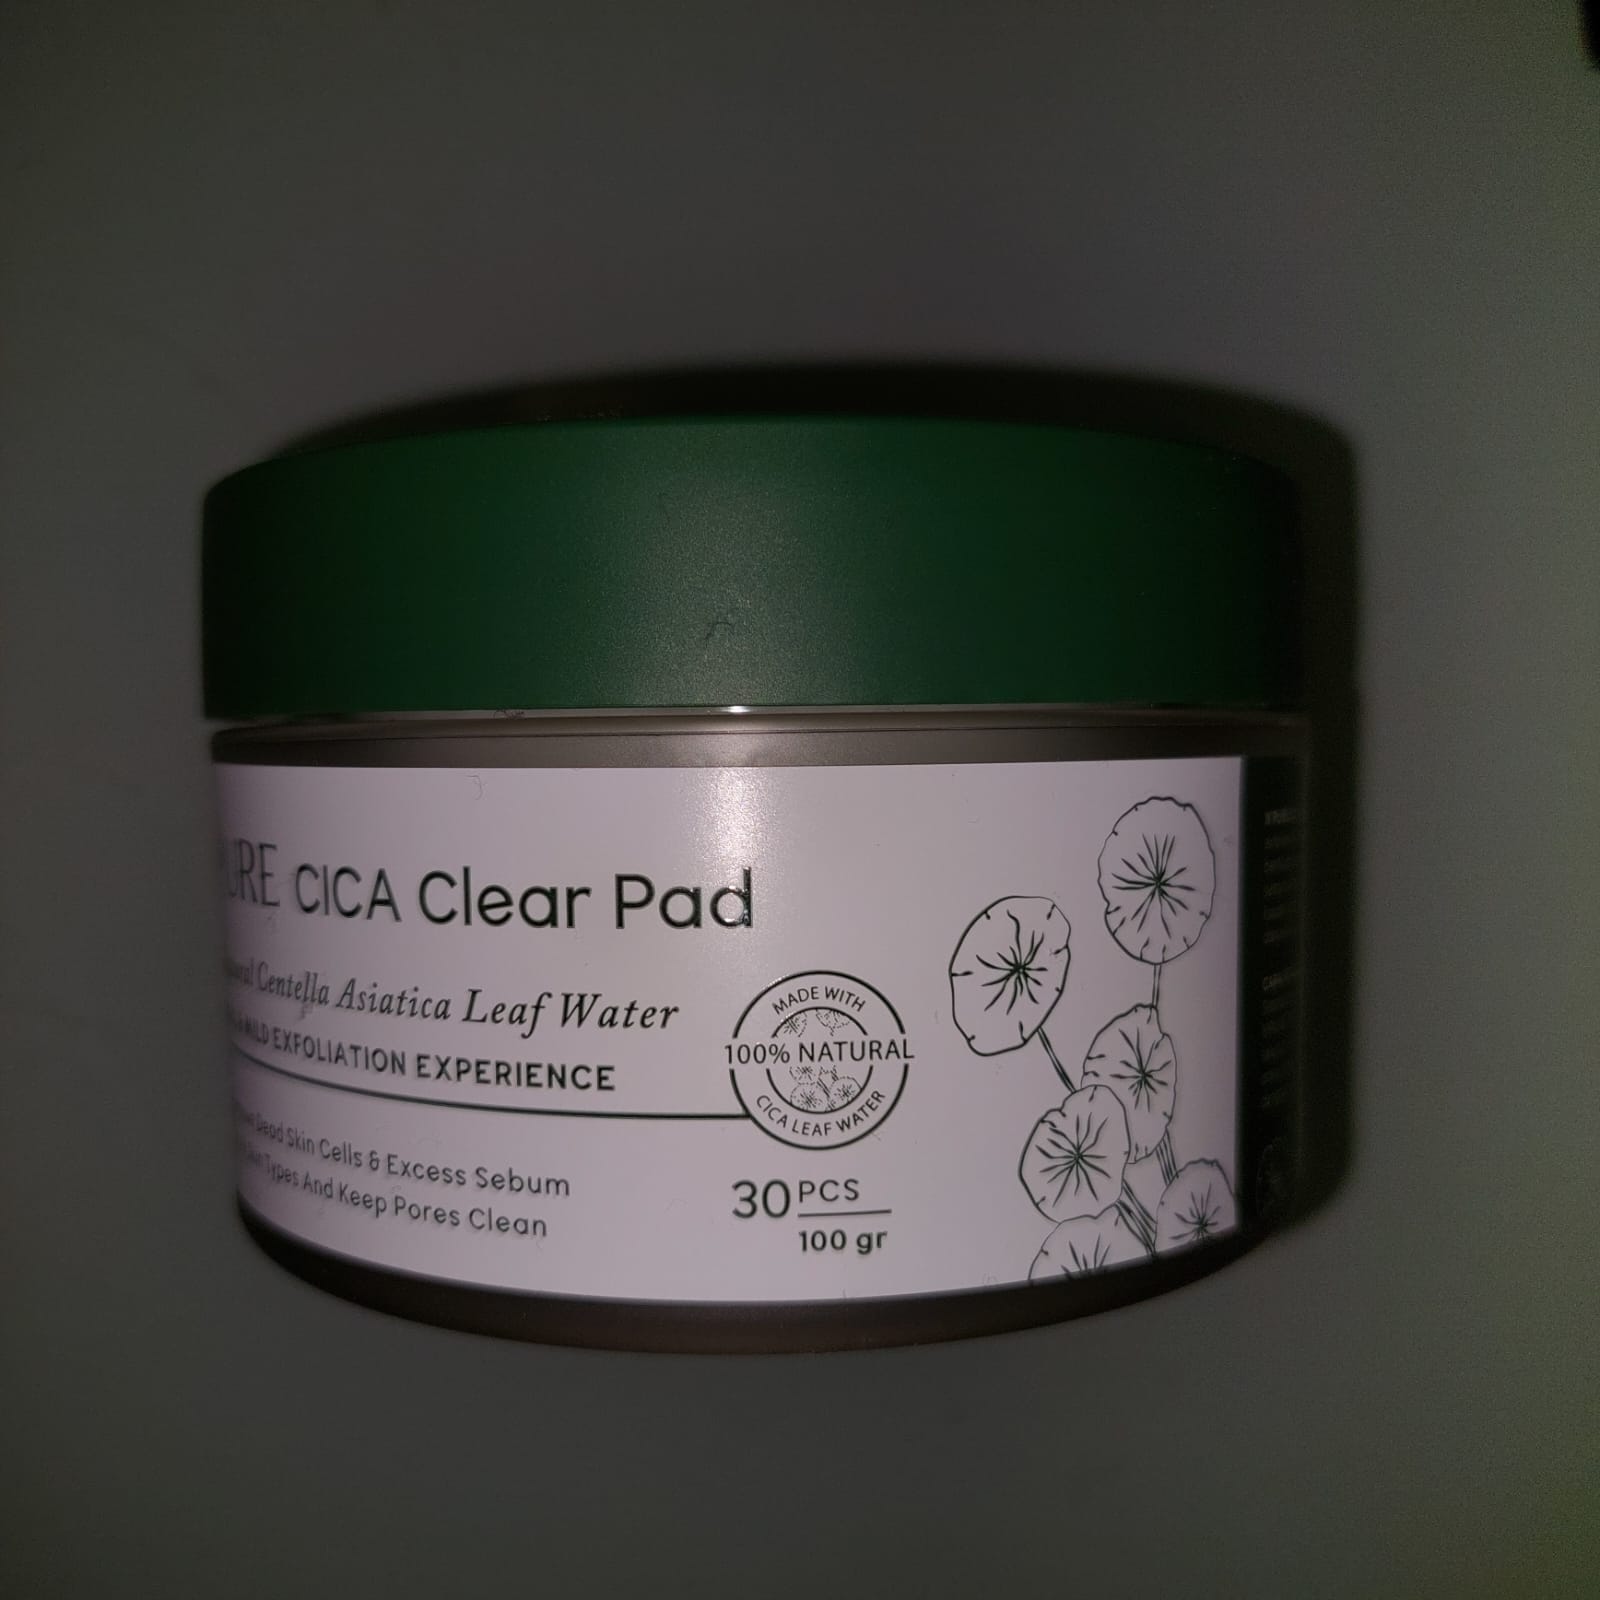 CICA Clear Pad
Centella Asiatica Leaf Water
MILD EXFOLIATION EXPERIENCE
Dead Skin Cells & Excess Sebum
Types And Keep Pores Clean
MADE WITH
100% NATURAL
CICA LEAF WATER
30 PCS
100 gr